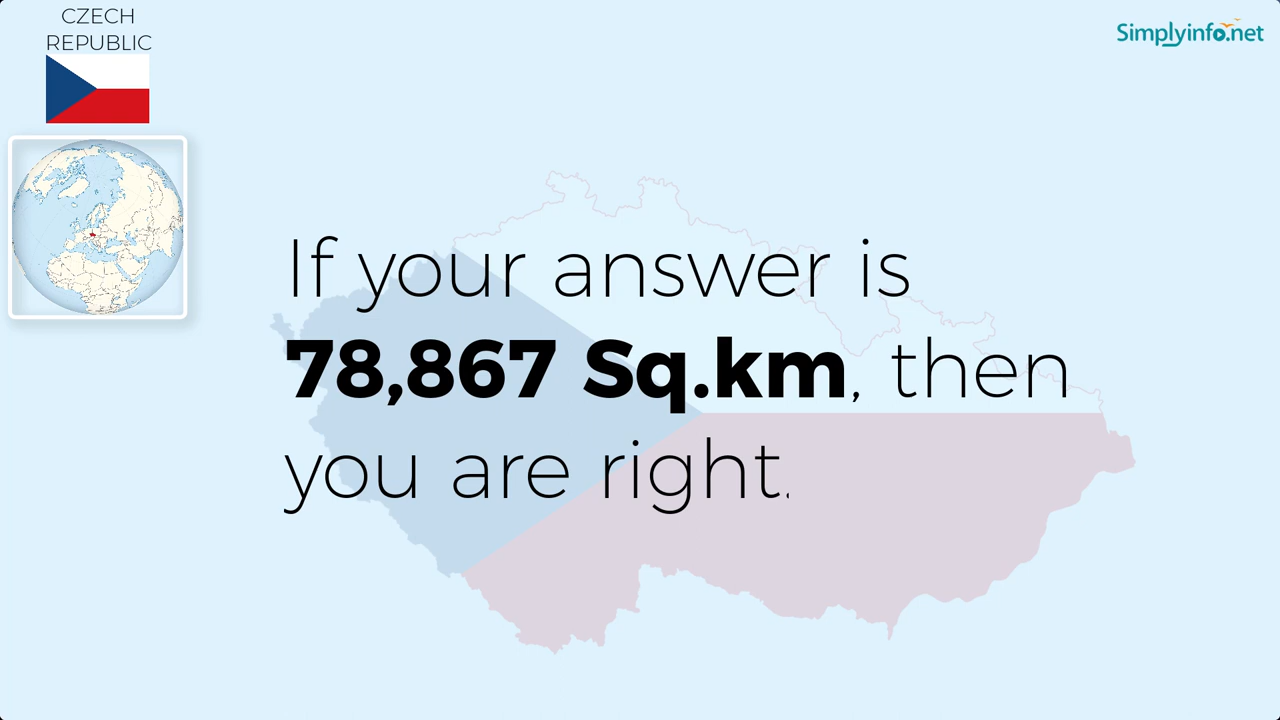 CZECH
REPUBLIC
Simplyinfo.net
If your answer is
78,867 Sq.km, then
you are right.